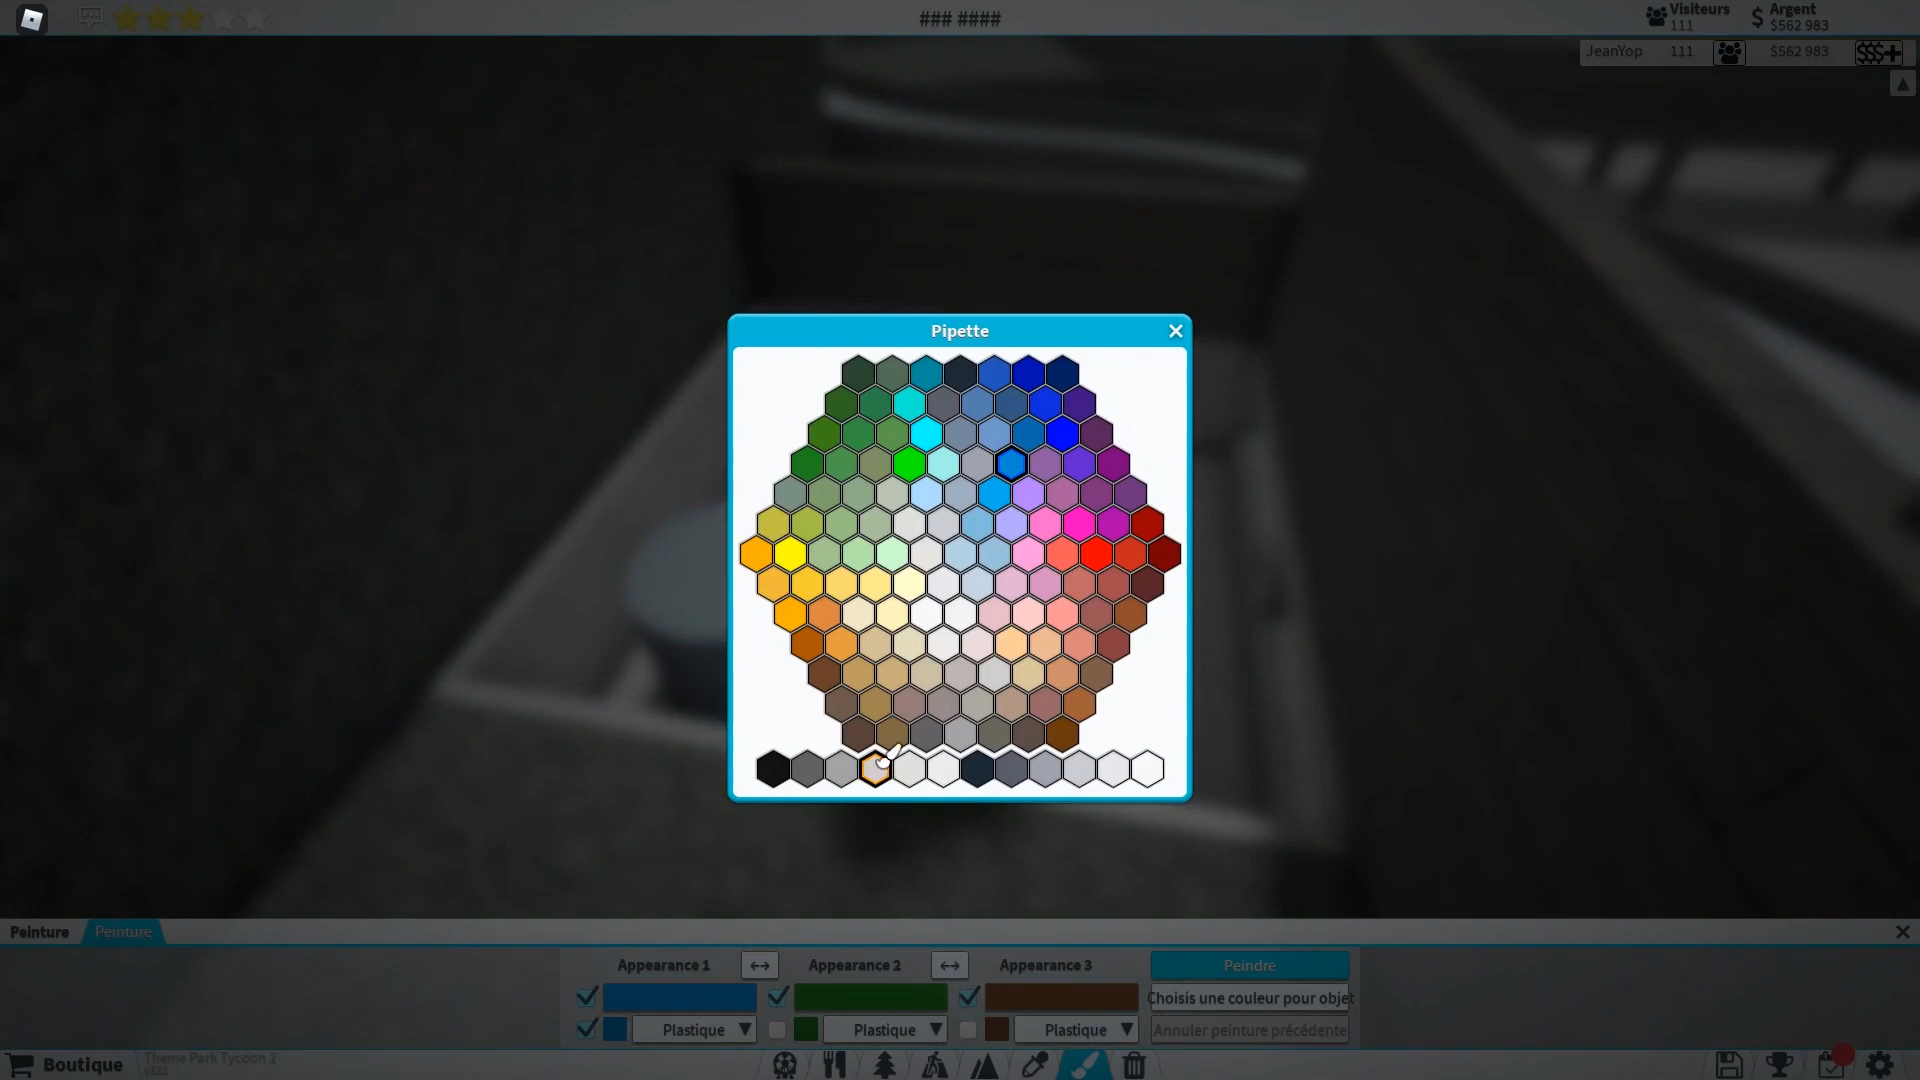 ### ####
Visiteurs
111
$ Argent
$562 983
JeanYop 111 $562 983 $$$+
Pipette
Peinture Peinture
Appearance 1 Appearance 2 Appearance 3 Peindre
Choisis une couleur pour objet
Plastique Plastique Plastique Annuler peinture précédente
Boutique
Theme Park Tycoon 2
v322